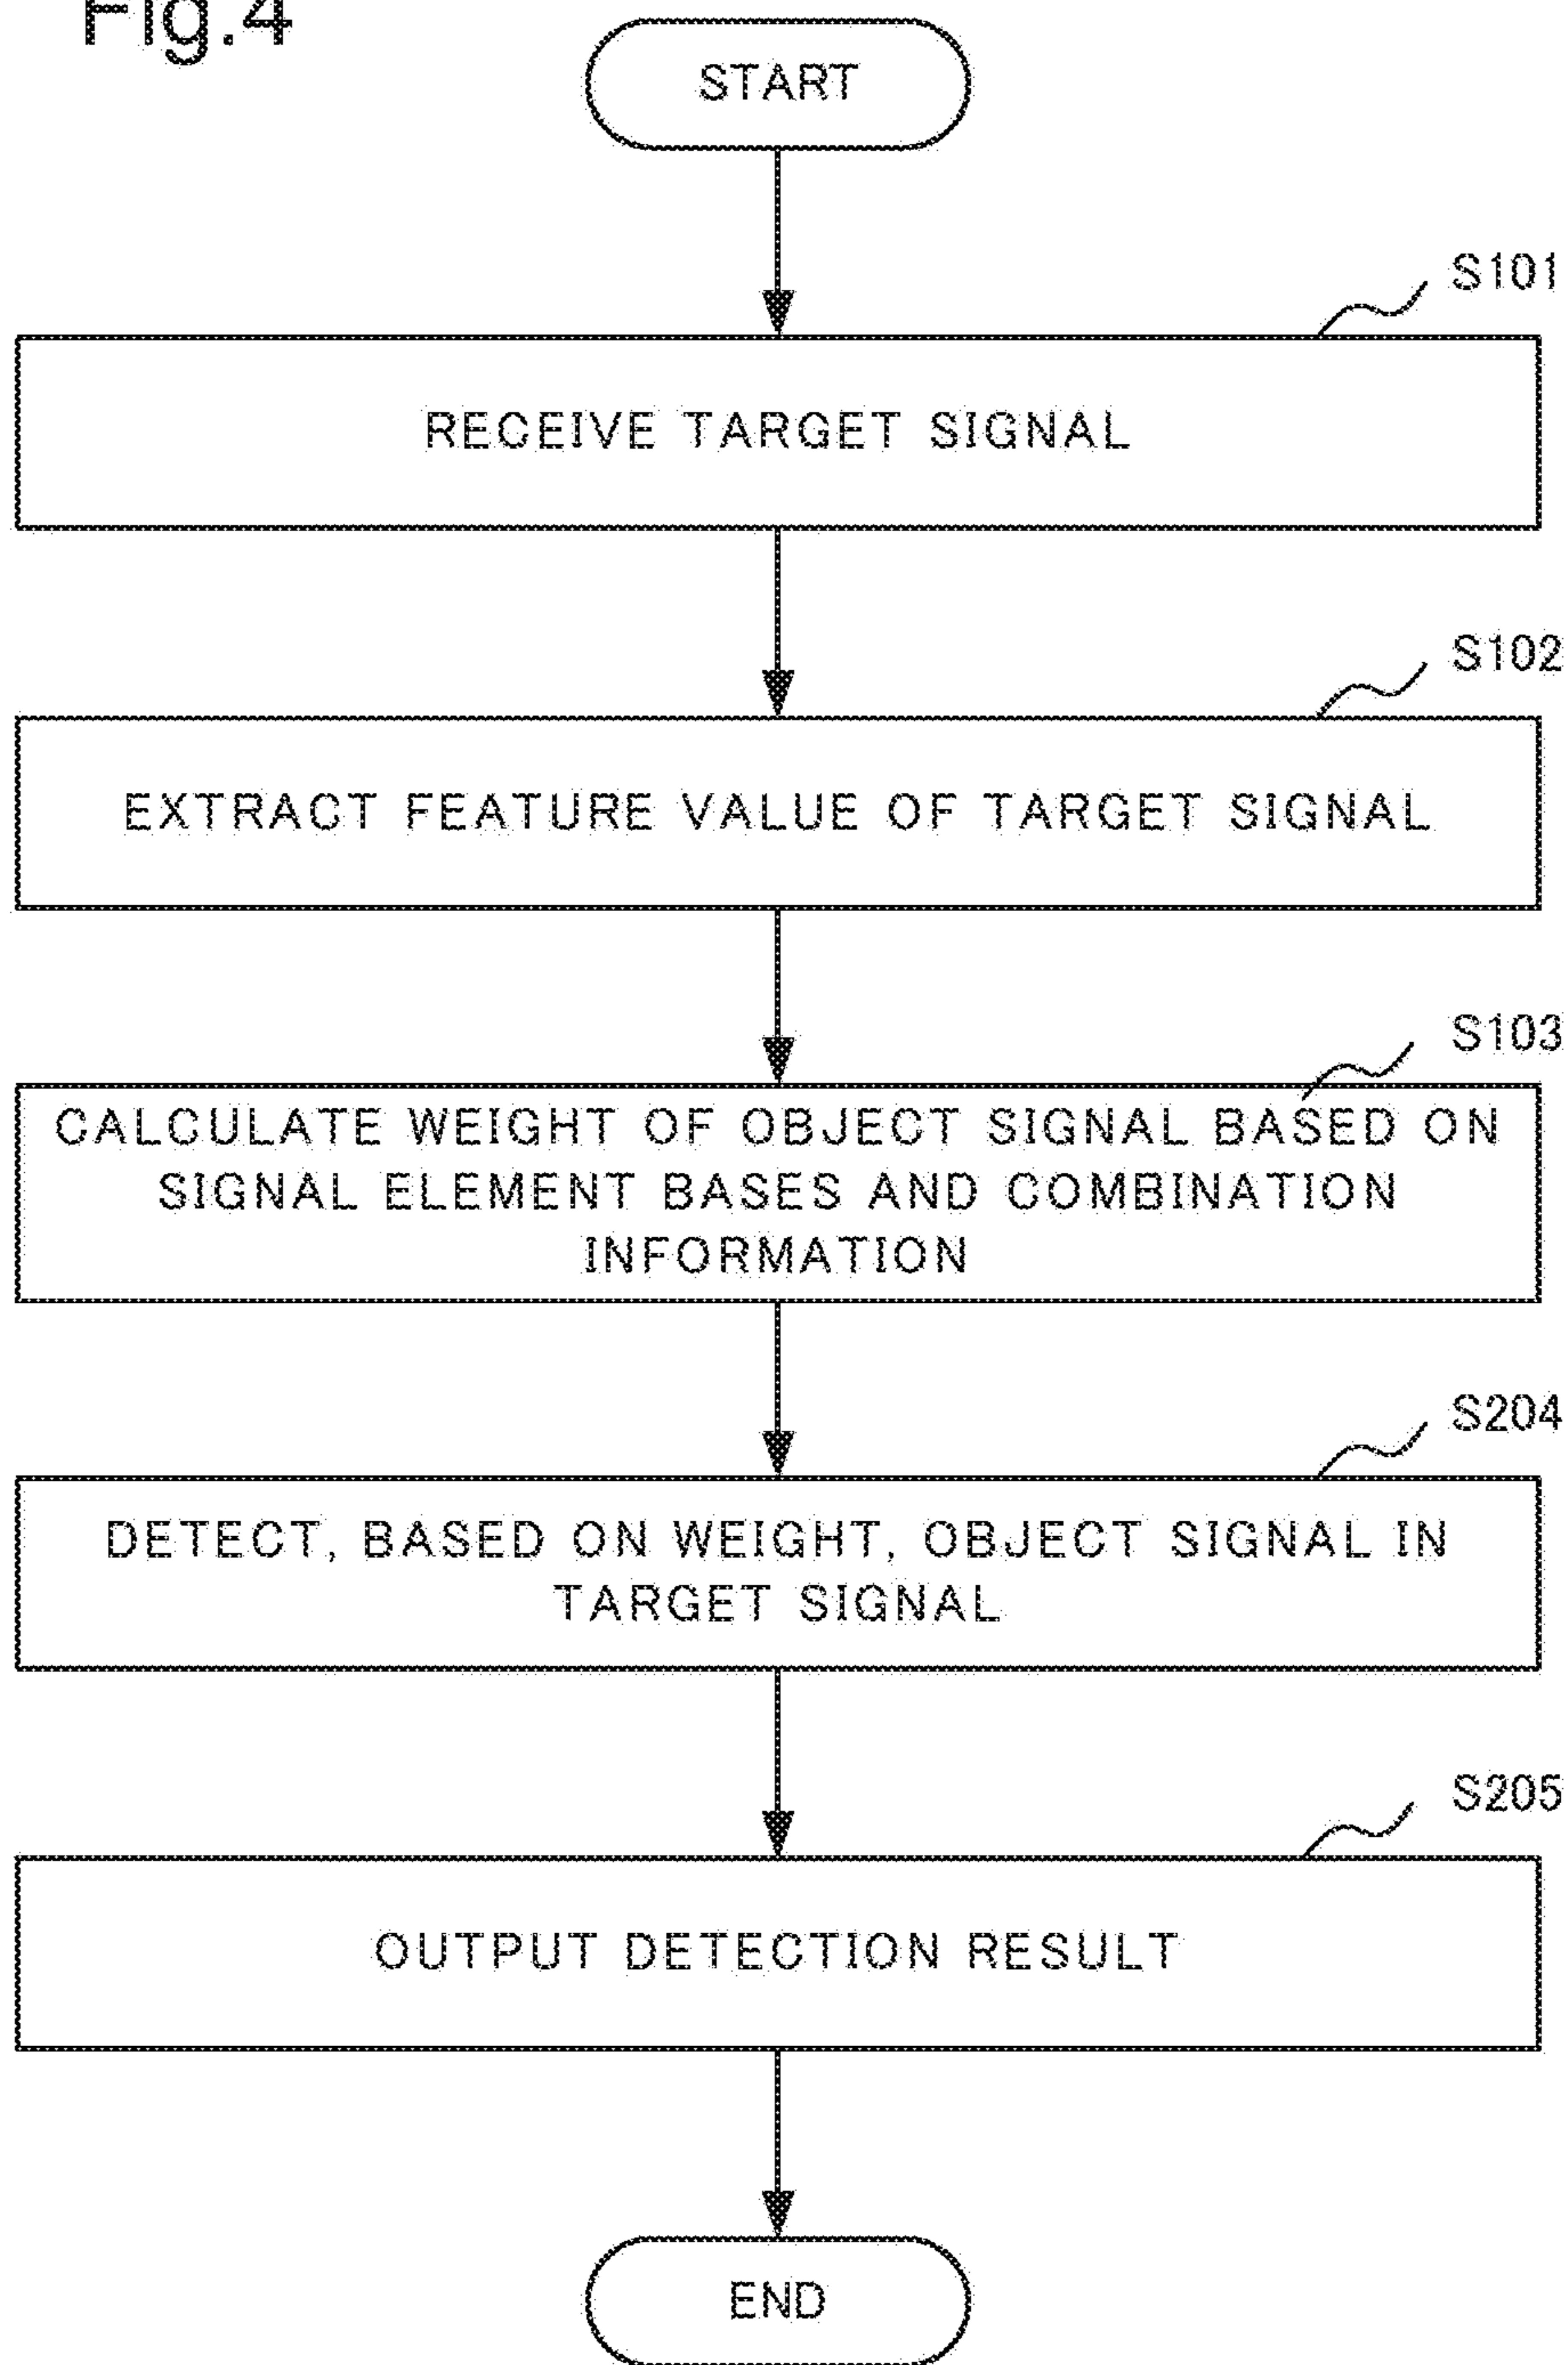 Fig.4
START
S101
RECEIVE TARGET SIGNAL
S102
EXTRACT FEATURE VALUE OF TARGET SIGNAL
S103
CALCULATE WEIGHT OF OBJECT SIGNAL BASED ON
SIGNAL ELEMENT BASES AND COMBINATION
INFORMATION
S204
DETECT, BASED ON WEIGHT, OBJECT SIGNAL IN
TARGET SIGNAL
S205
OUTPUT DETECTION RESULT
END